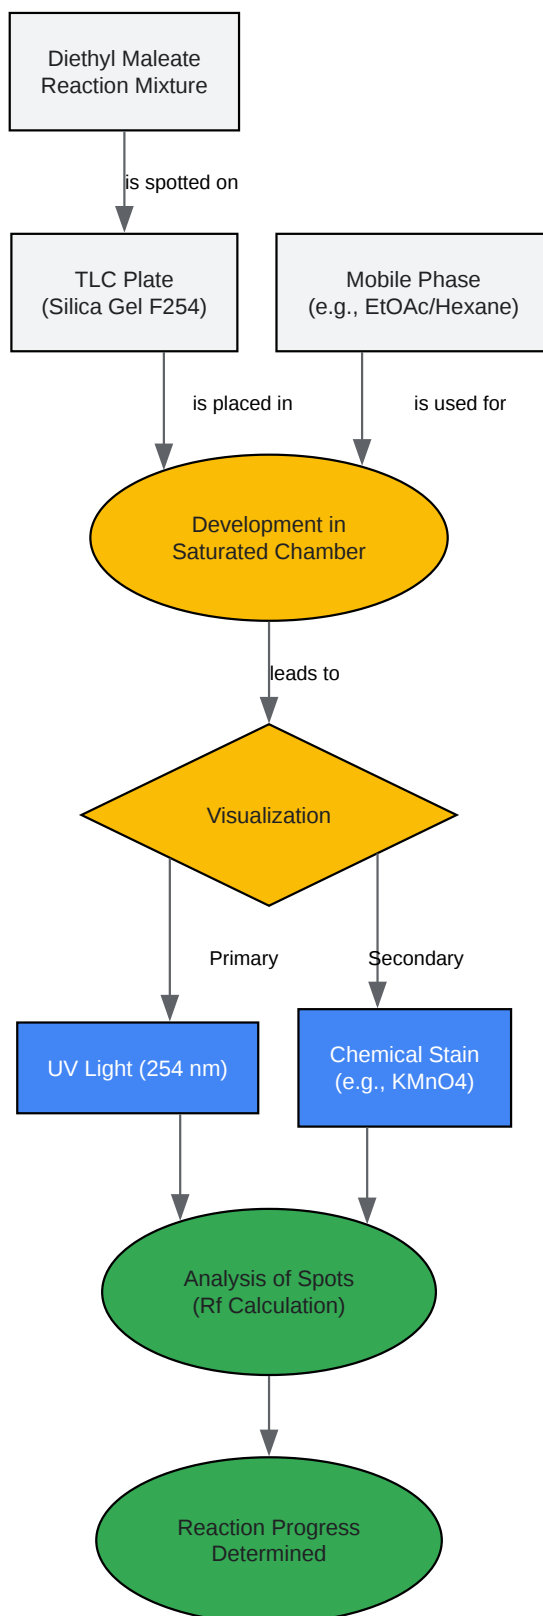 Diethyl Maleate
Reaction Mixture
is spotted on
TLC Plate
(Silica Gel F254)
Mobile Phase
(e.g., EtOAc/Hexane)
is placed in
is used for
Development in
Saturated Chamber
leads to
Visualization
Primary
Secondary
UV Light (254 nm)
Chemical Stain
(e.g., KMnO4)
Analysis of Spots
(Rf Calculation)
Reaction Progress
Determined